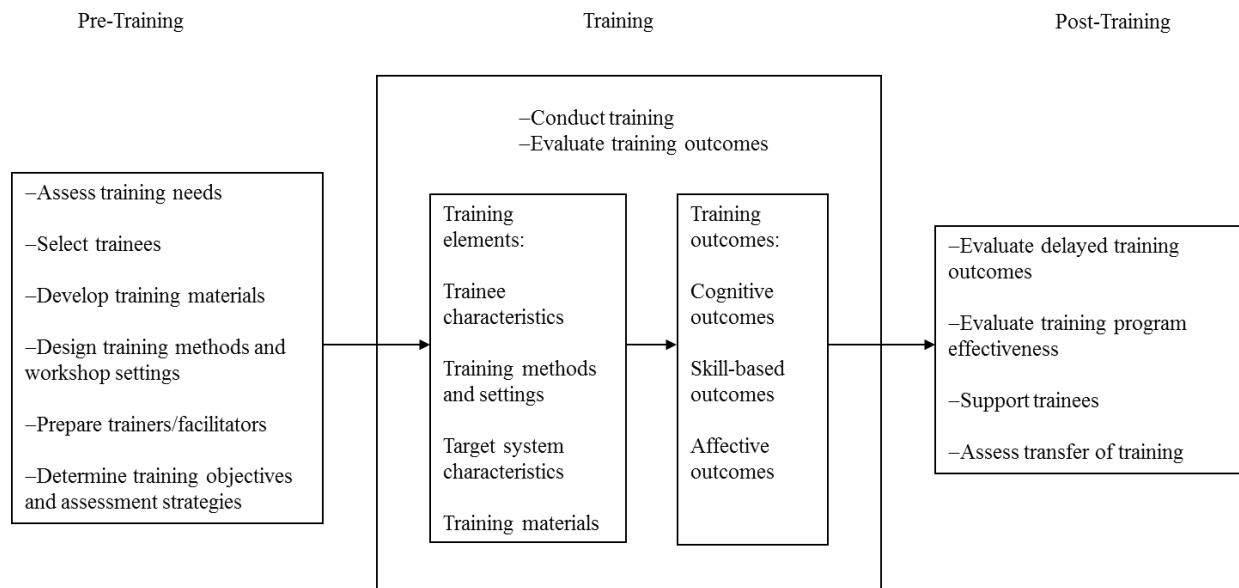 Pre-Training
Training
Post-Training
–Conduct training
–Evaluate training outcomes
–Assess training needs
–Select trainees
–Develop training materials
–Design training methods and
workshop settings
–Prepare trainers/facilitators
–Determine training objectives
and assessment strategies
Training
elements:
Trainee
characteristics
Training methods
and settings
Target system
characteristics
Training materials
Training
outcomes:
Cognitive
outcomes
Skill-based
outcomes
Affective
outcomes
–Evaluate delayed training
outcomes
–Evaluate training program
effectiveness
–Support trainees
–Assess transfer of training